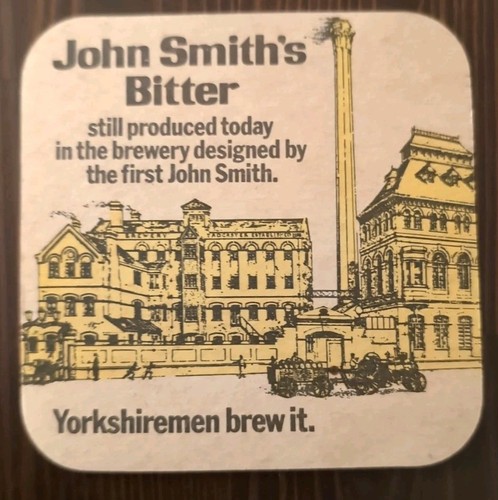 John Smith's
Bitter
still produced today
in the brewery designed by
the first John Smith.
Yorkshiremen brew it.